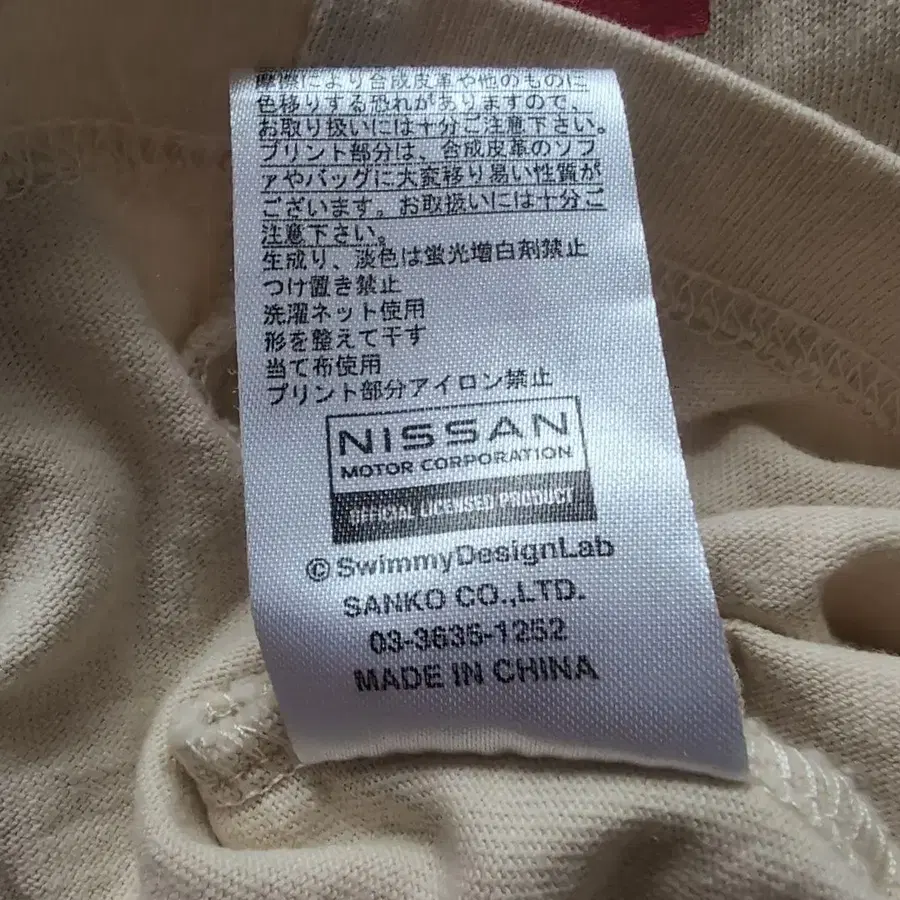 摩擦により合成皮革や他のものに
色移りする恐れがありますので、
お取り扱いには十分ご注意下さい。
プリント部分は、合成皮革のソフ
ァやバッグに大変移り易い性質が
ございます。お取扱いには十分ご
注意下さい。
生成り、淡色は蛍光増白剤禁止
つけ置き禁止
洗濯ネット使用
形を整えて干す
当て布使用
プリント部分アイロン禁止
NISSAN
MOTOR CORPORATION
OFFICIAL LICENSED PRODUCT
©SwimmyDesignLab
SANKO CO.,LTD.
03-3635-1252
MADE IN CHINA